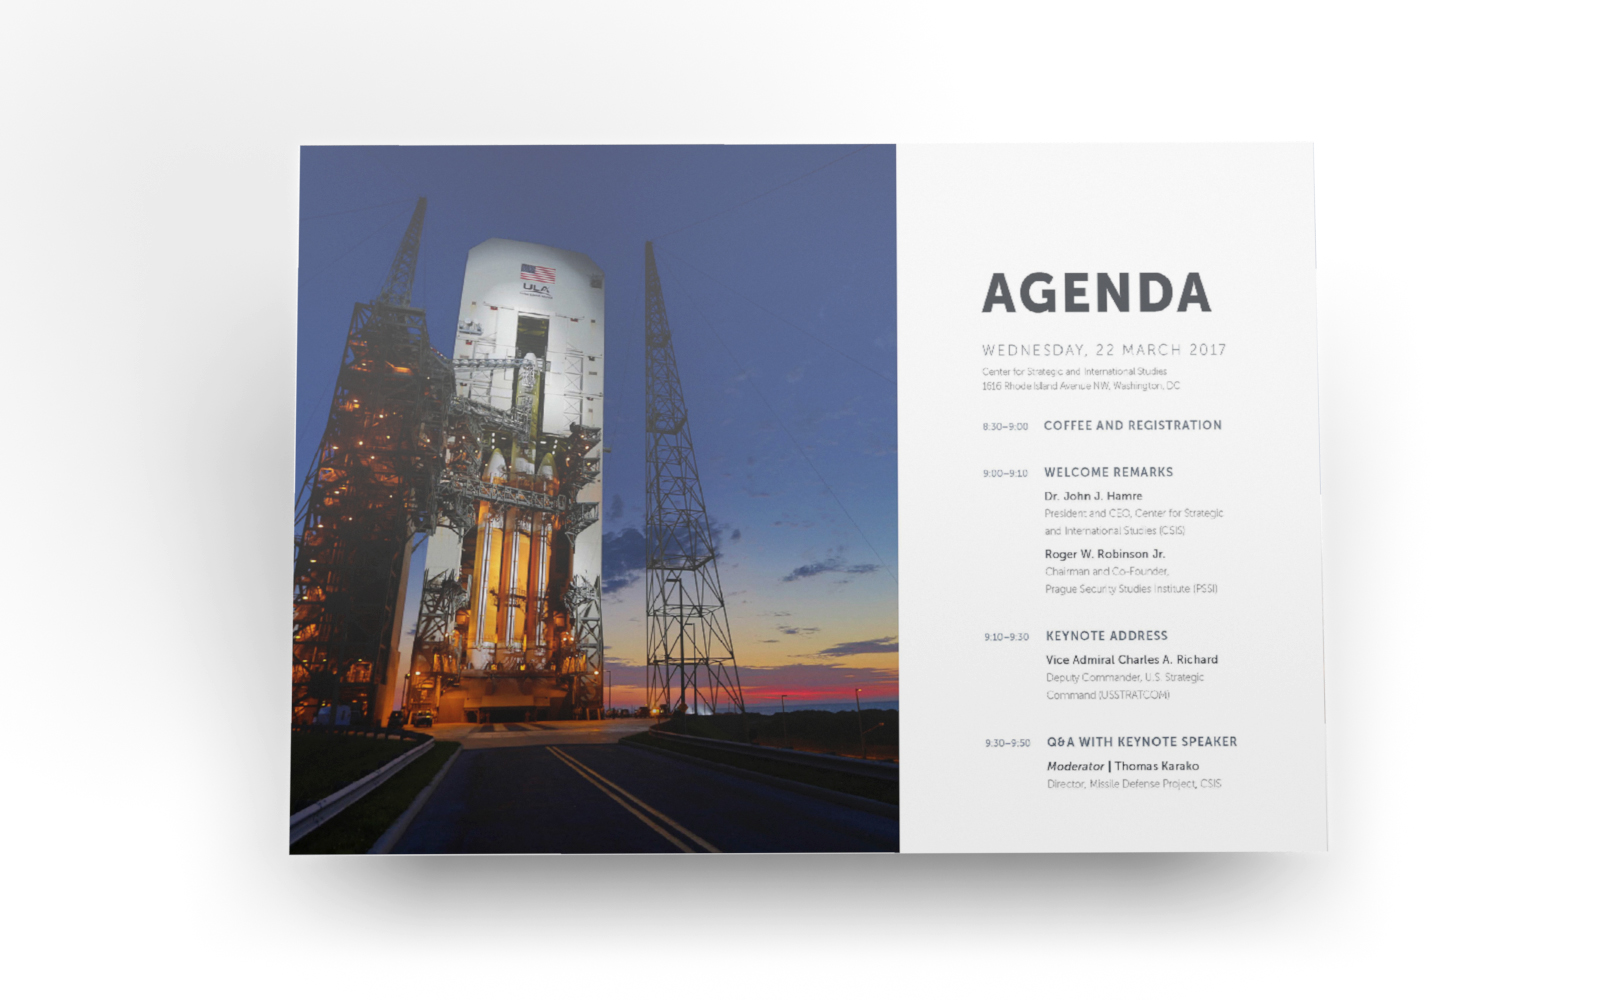 ULA
AGENDA
WEDNESDAY, 22 MARCH 2017
Center for Strategic and International Studies
1616 Rhode Island Avenue NW, Washington, DC
8:30–9:00 COFFEE AND REGISTRATION
9:00–9:10 WELCOME REMARKS
Dr. John J. Hamre
President and CEO, Center for Strategic
and International Studies (CSIS)
Roger W. Robinson Jr.
Chairman and Co-Founder,
Prague Security Studies Institute (PSSI)
9:10–9:30 KEYNOTE ADDRESS
Vice Admiral Charles A. Richard
Deputy Commander, U.S. Strategic
Command (USSTRATCOM)
9:30–9:50 Q&A WITH KEYNOTE SPEAKER
Moderator | Thomas Karako
Director, Missile Defense Project, CSIS